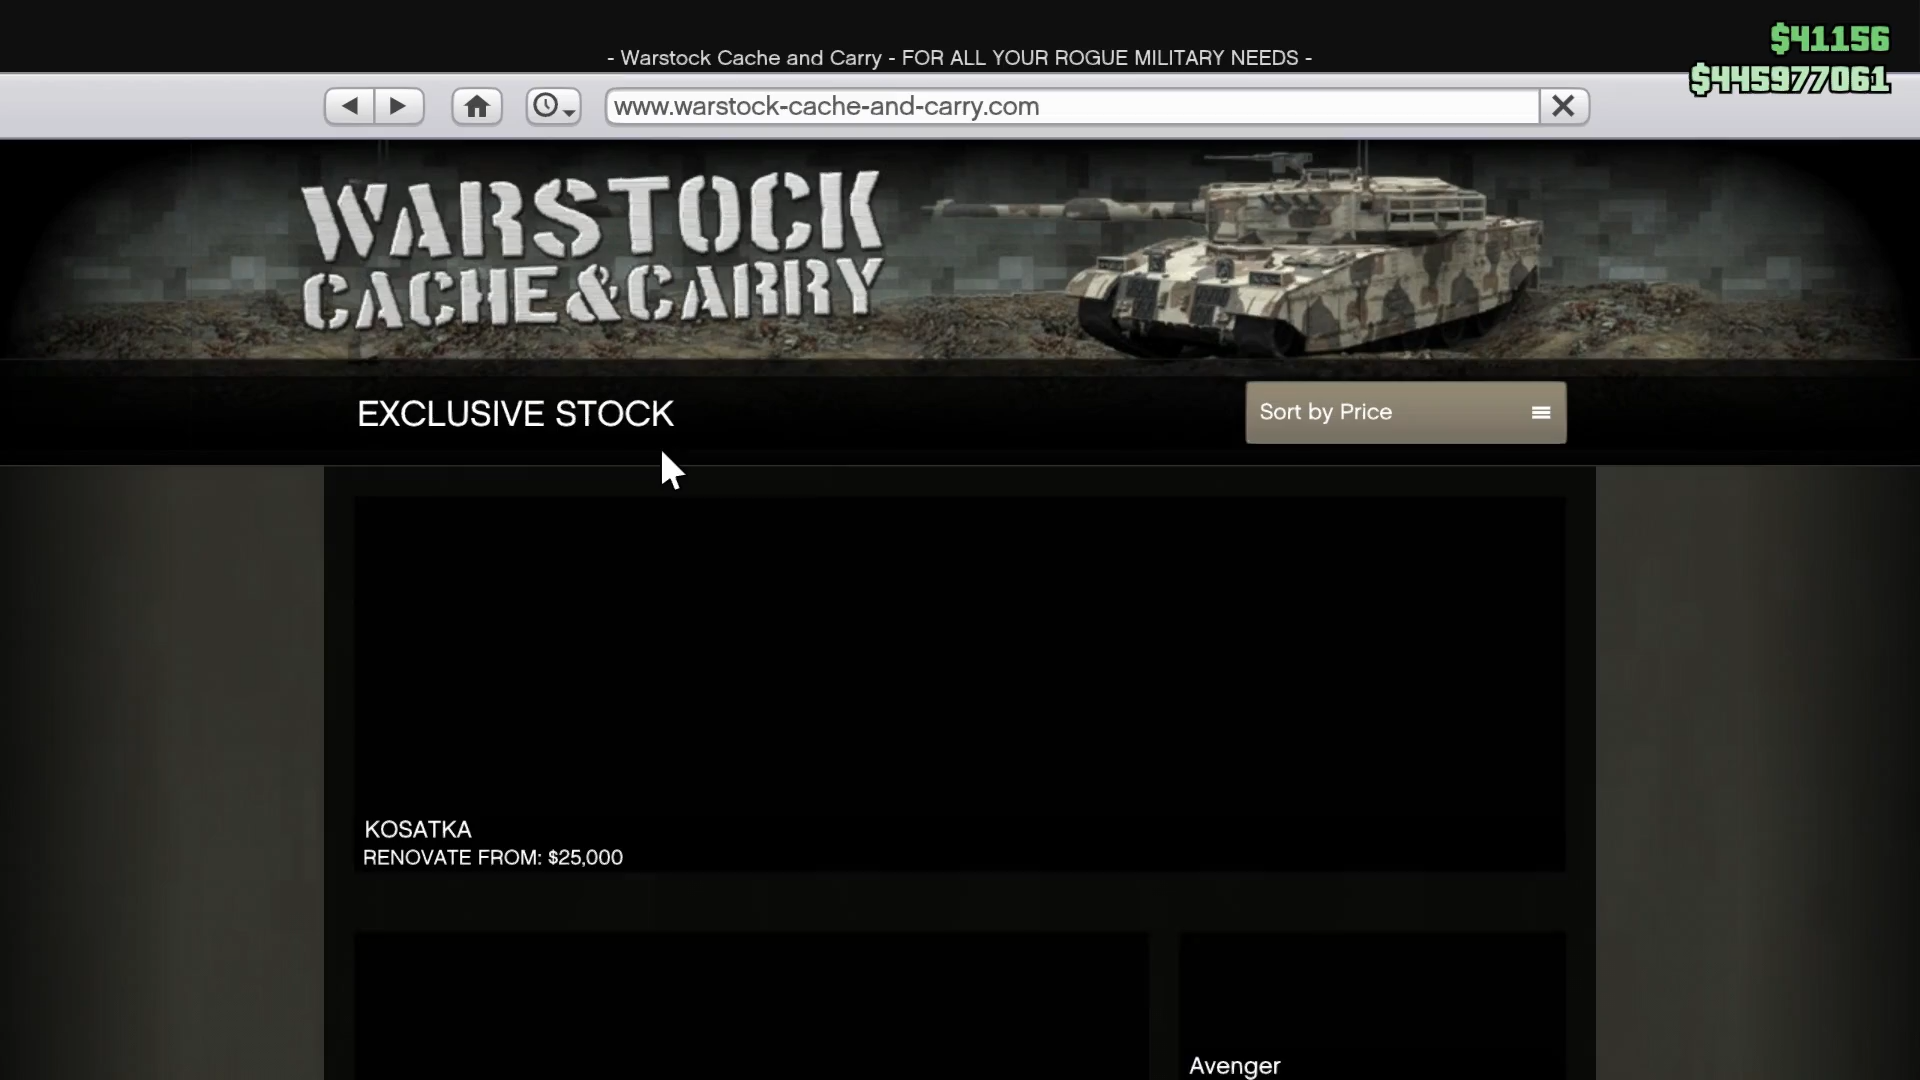 $41156
- Warstock Cache and Carry - FOR ALL YOUR ROGUE MILITARY NEEDS -
$445977061
www.warstock-cache-and-carry.com
WARSTOCK
CACHE & CARRY
EXCLUSIVE STOCK
Sort by Price
KOSATKA
RENOVATE FROM: $25,000
Avenger